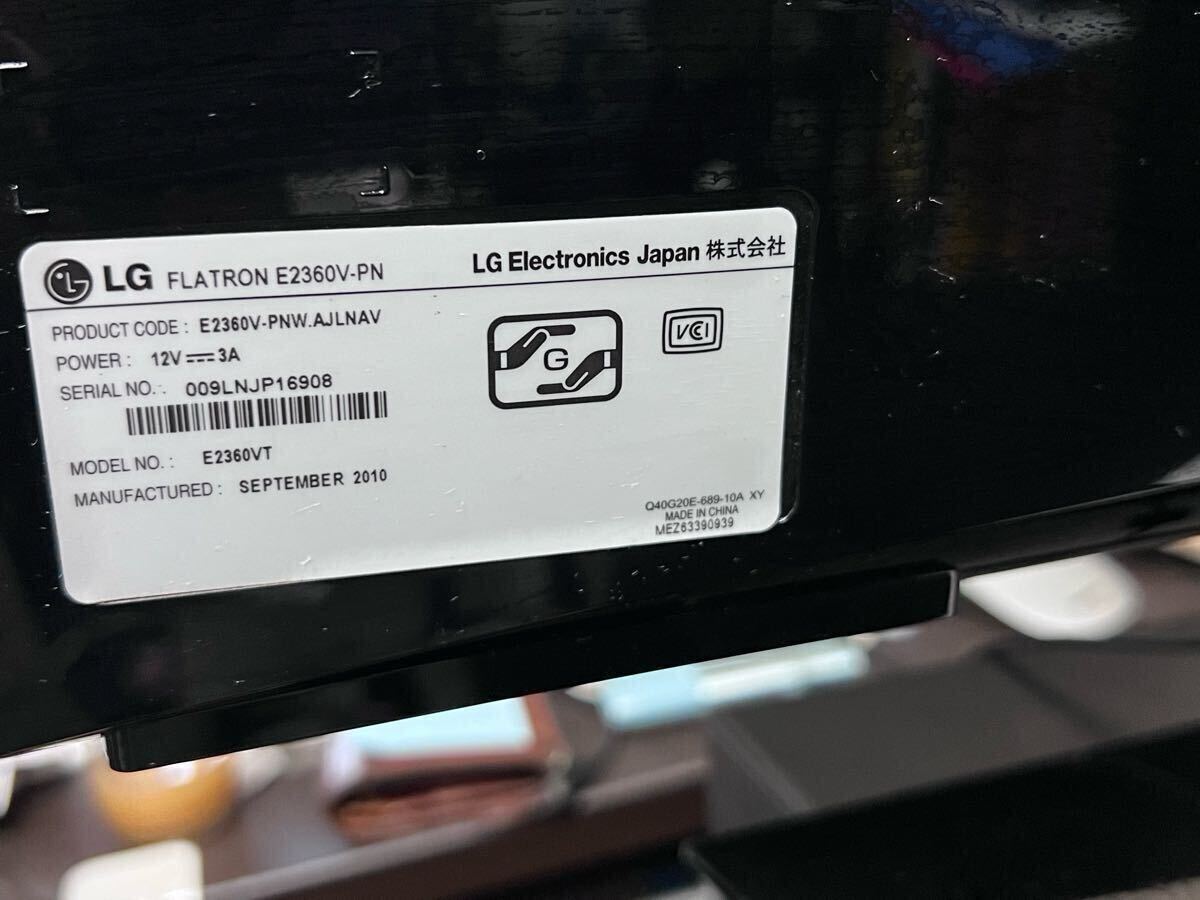 LG FLATRON E2360V-PN
LG Electronics Japan 株式会社
PRODUCT CODE : E2360V-PNW.AJLNAV
POWER : 12V⎓3A
SERIAL NO. : 009LNJP16908
MODEL NO. : E2360VT
MANUFACTURED : SEPTEMBER 2010
G
VCI
Q40G20E-689-10A XY
MADE IN CHINA
MEZ63390939